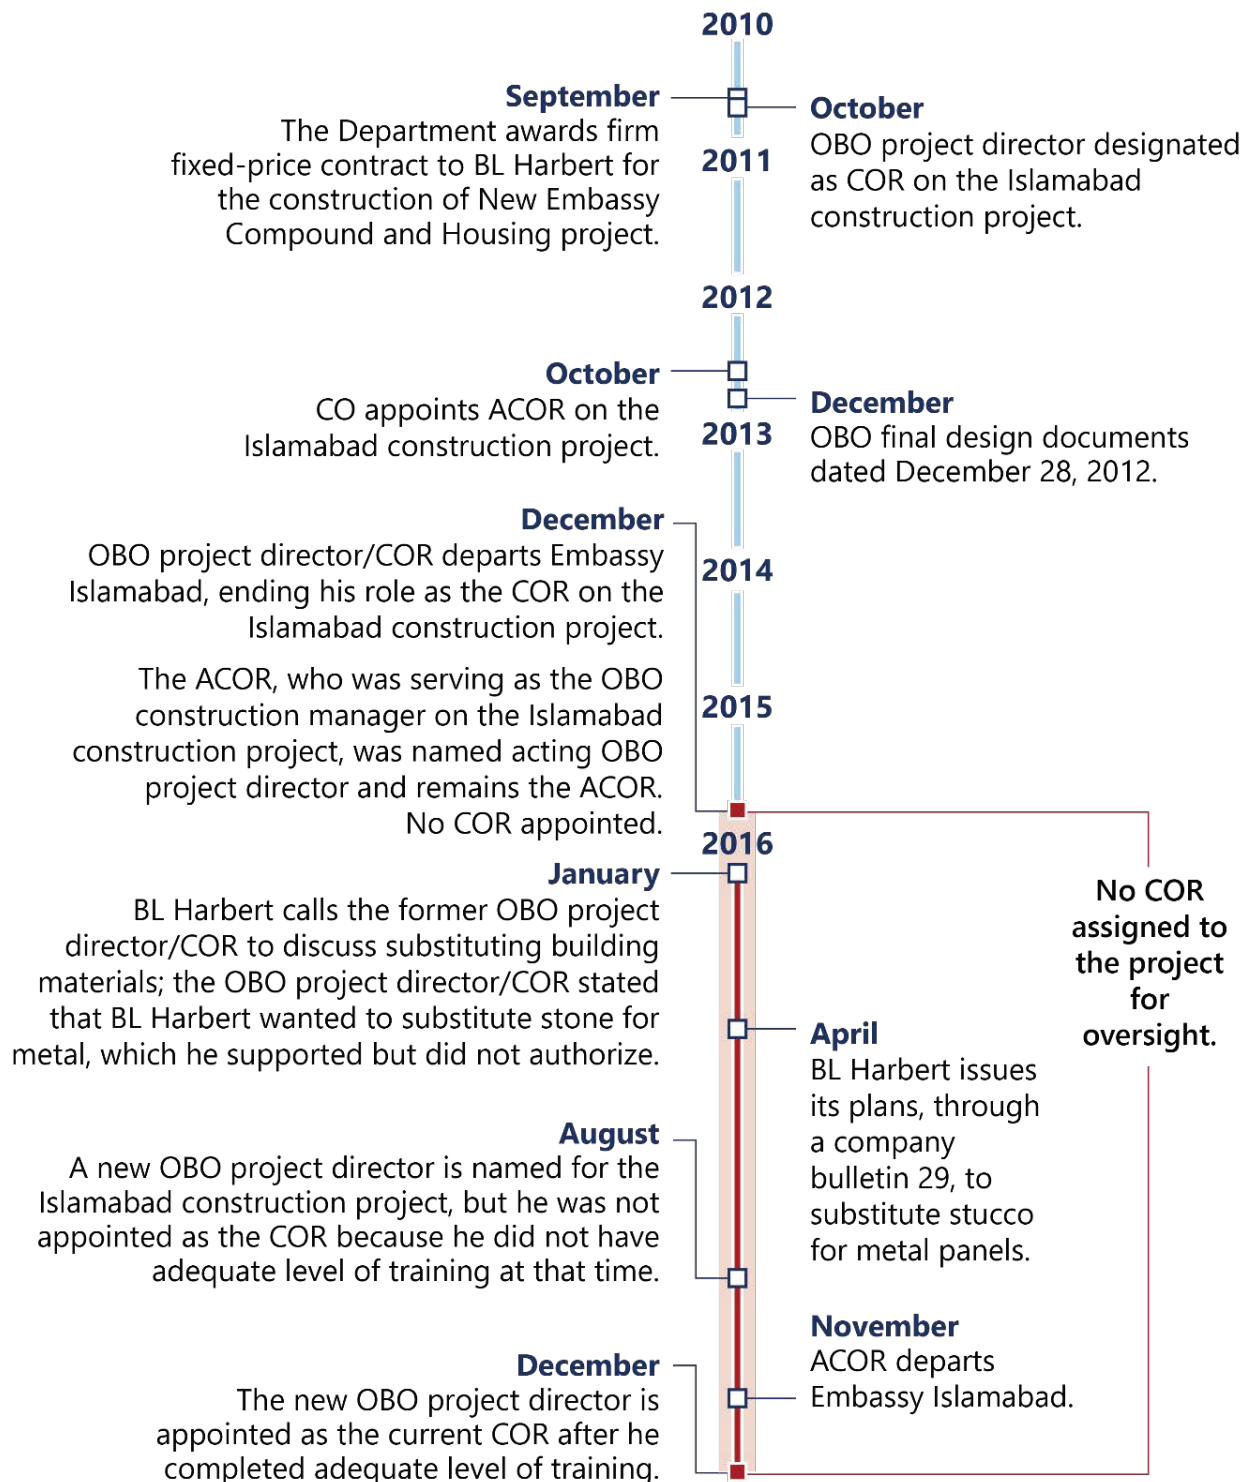 2010
September
The Department awards firm
fixed-price contract to BL Harbert for
the construction of New Embassy
Compound and Housing project.
October
OBO project director designated
as COR on the Islamabad
construction project.
2011
2012
October
CO appoints ACOR on the
Islamabad construction project.
December
OBO final design documents
dated December 28, 2012.
2013
December
OBO project director/COR departs Embassy
Islamabad, ending his role as the COR on the
Islamabad construction project.
The ACOR, who was serving as the OBO
construction manager on the Islamabad
construction project, was named acting OBO
project director and remains the ACOR.
No COR appointed.
2014
2015
2016
January
BL Harbert calls the former OBO project
director/COR to discuss substituting building
materials; the OBO project director/COR stated
that BL Harbert wanted to substitute stone for
metal, which he supported but did not authorize.
No COR
assigned to
the project
for
oversight.
April
BL Harbert issues
its plans, through
a company
bulletin 29, to
substitute stucco
for metal panels.
August
A new OBO project director is named for the
Islamabad construction project, but he was not
appointed as the COR because he did not have
adequate level of training at that time.
November
ACOR departs
Embassy Islamabad.
December
The new OBO project director is
appointed as the current COR after he
completed adequate level of training.